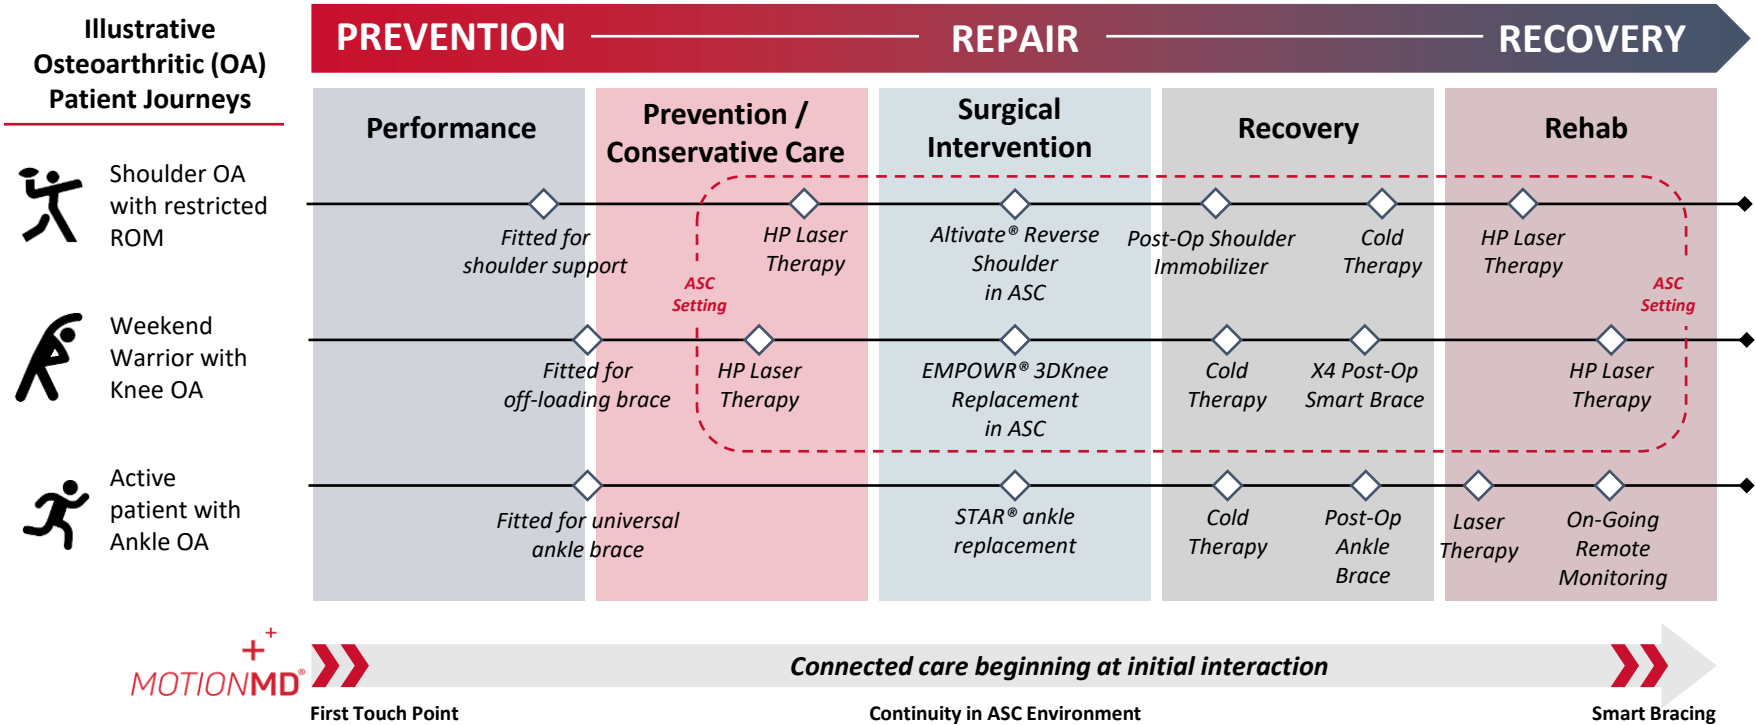 Illustrative
Osteoarthritic (OA)
Patient Journeys
PREVENTION
REPAIR
RECOVERY
Performance
Prevention /
Conservative Care
Surgical
Intervention
Recovery
Rehab
Shoulder OA
with restricted
ROM
Fitted for
shoulder support
HP Laser
Therapy
Altivate® Reverse
Shoulder
in ASC
Post-Op Shoulder
Immobilizer
Cold
Therapy
HP Laser
Therapy
ASC
Setting
ASC
Setting
Weekend
Warrior with
Knee OA
Fitted for
off-loading brace
HP Laser
Therapy
EMPOWR® 3DKnee
Replacement
in ASC
Cold
Therapy
X4 Post-Op
Smart Brace
HP Laser
Therapy
Active
patient with
Ankle OA
Fitted for universal
ankle brace
STAR® ankle
replacement
Cold
Therapy
Post-Op
Ankle
Brace
Laser
Therapy
On-Going
Remote
Monitoring
MOTIONMD®
Connected care beginning at initial interaction
First Touch Point
Continuity in ASC Environment
Smart Bracing